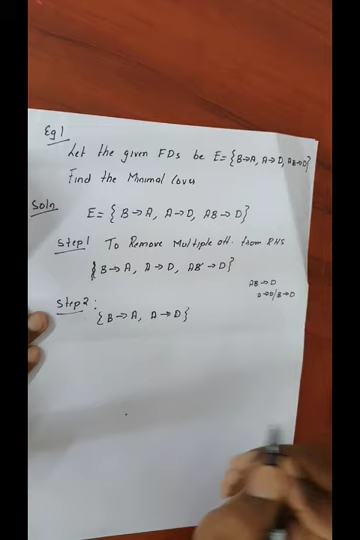 Eg 1
Let the given FDs be E = { B → A, A → D, AB → D }
Find the Minimal Cover
Soln
E = { B → A, A → D, AB → D }
Step 1 To Remove Multiple att. from RHS
{ B → A, A → D, AB → D }
AB → D
D → D / B → D
Step 2 :
{ B → A, A → D }